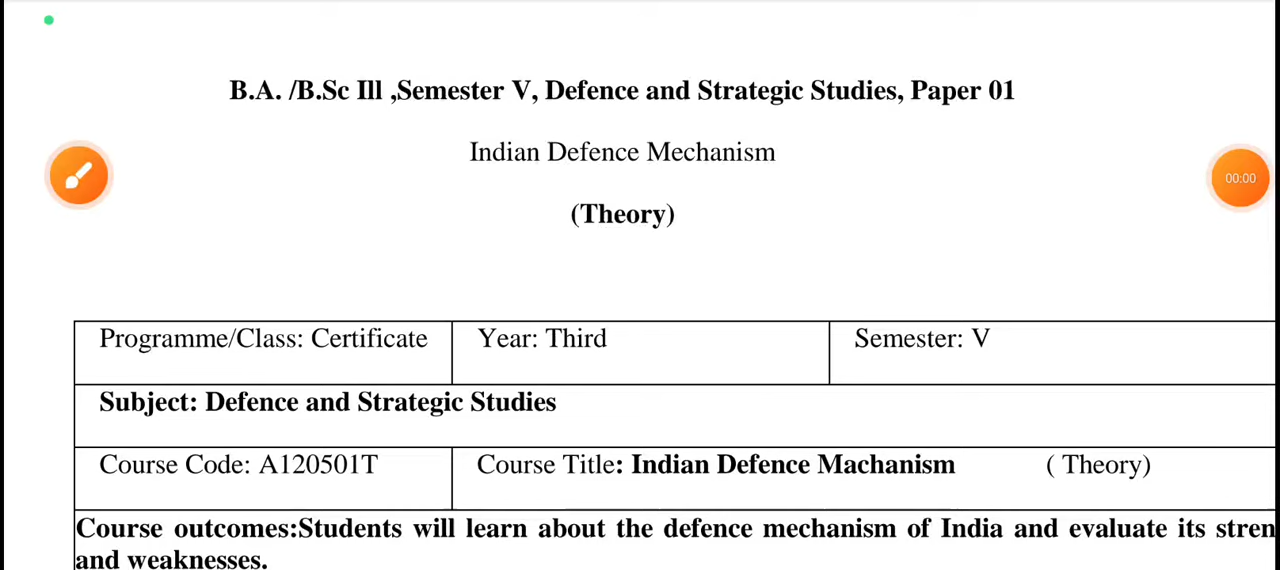 B.A. /B.Sc Ill ,Semester V, Defence and Strategic Studies, Paper 01
Indian Defence Mechanism
(Theory)
00:00
Programme/Class: Certificate Year: Third Semester: V
Subject: Defence and Strategic Studies
Course Code: A120501T Course Title: Indian Defence Machanism ( Theory)
Course outcomes:Students will learn about the defence mechanism of India and evaluate its stren
and weaknesses.